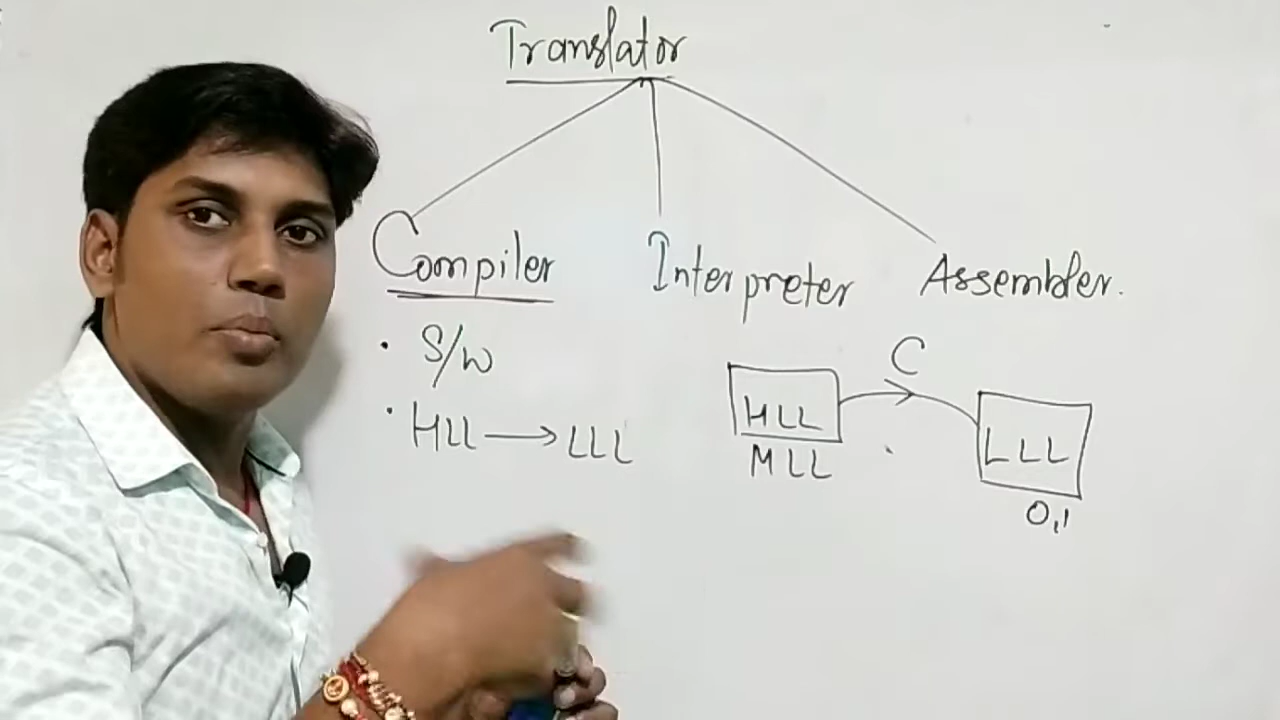 Translator
Compiler Interpreter Assembler.
• S/W
• HLL → LLL
C
HLL
MLL
LLL
0,1